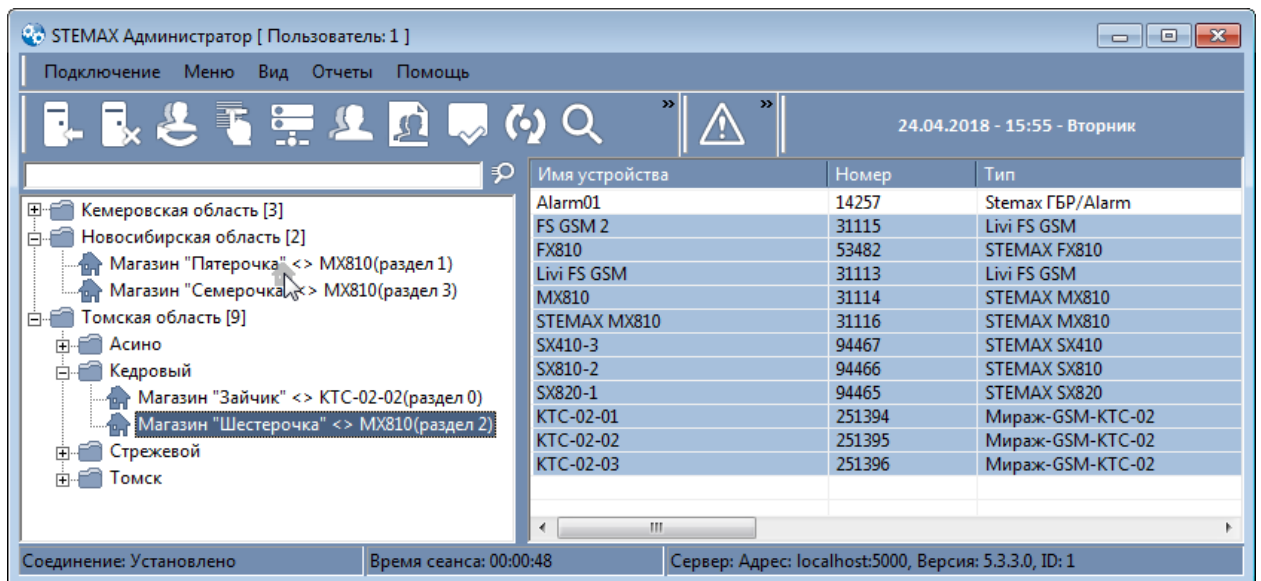 STEMAX Администратор [ Пользователь: 1 ]
Подключение Меню Вид Отчеты Помощь
24.04.2018 - 15:55 - Вторник
Кемеровская область [3]
Новосибирская область [2]
Магазин "Пятерочка" <> MX810(раздел 1)
Магазин "Семерочка" <> MX810(раздел 3)
Томская область [9]
Асино
Кедровый
Магазин "Зайчик" <> КТС-02-02(раздел 0)
Магазин "Шестерочка" <> MX810(раздел 2)
Стрежевой
Томск
Имя устройства Номер Тип
Alarm01 14257 Stemax ГБР/Alarm
FS GSM 2 31115 Livi FS GSM
FX810 53482 STEMAX FX810
Livi FS GSM 31113 Livi FS GSM
MX810 31114 STEMAX MX810
STEMAX MX810 31116 STEMAX MX810
SX410-3 94467 STEMAX SX410
SX810-2 94466 STEMAX SX810
SX820-1 94465 STEMAX SX820
КТС-02-01 251394 Мираж-GSM-КТС-02
КТС-02-02 251395 Мираж-GSM-КТС-02
КТС-02-03 251396 Мираж-GSM-КТС-02
Соединение: Установлено Время сеанса: 00:00:48 Сервер: Адрес: localhost:5000, Версия: 5.3.3.0, ID: 1